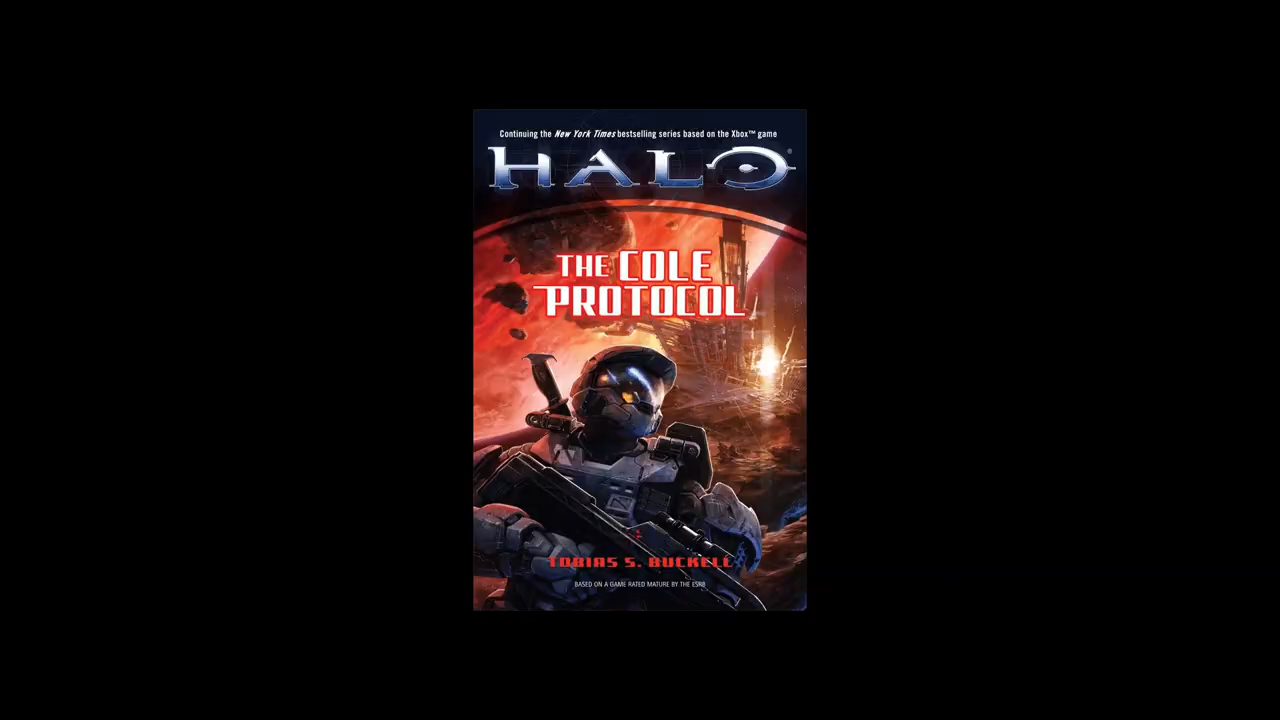 Continuing the New York Times bestselling series based on the Xbox™ game
HALO®
THE COLE
PROTOCOL
TOBIAS S. BUCKELL
BASED ON A GAME RATED MATURE BY THE ESRB